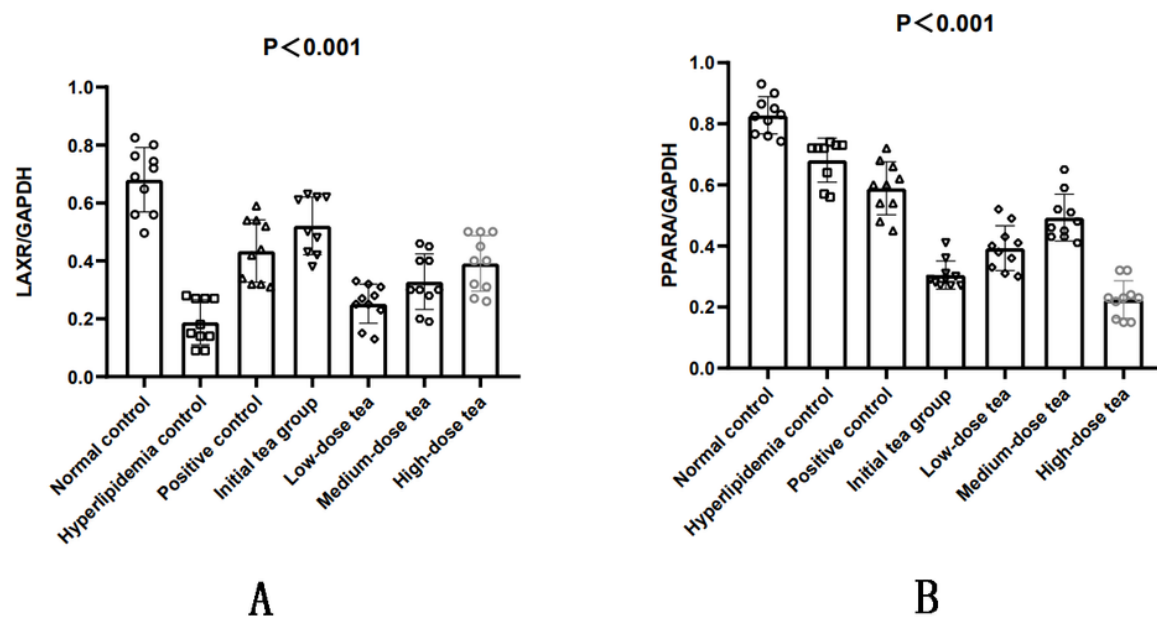 P<0.001
LAXR/GAPDH
1.0
0.8
0.6
0.4
0.2
0.0
Normal control
Hyperlipidemia control
Positive control
Initial tea group
Low-dose tea
Medium-dose tea
High-dose tea
A
P<0.001
PPARA/GAPDH
1.0
0.8
0.6
0.4
0.2
0.0
Normal control
Hyperlipidemia control
Positive control
Initial tea group
Low-dose tea
Medium-dose tea
High-dose tea
B